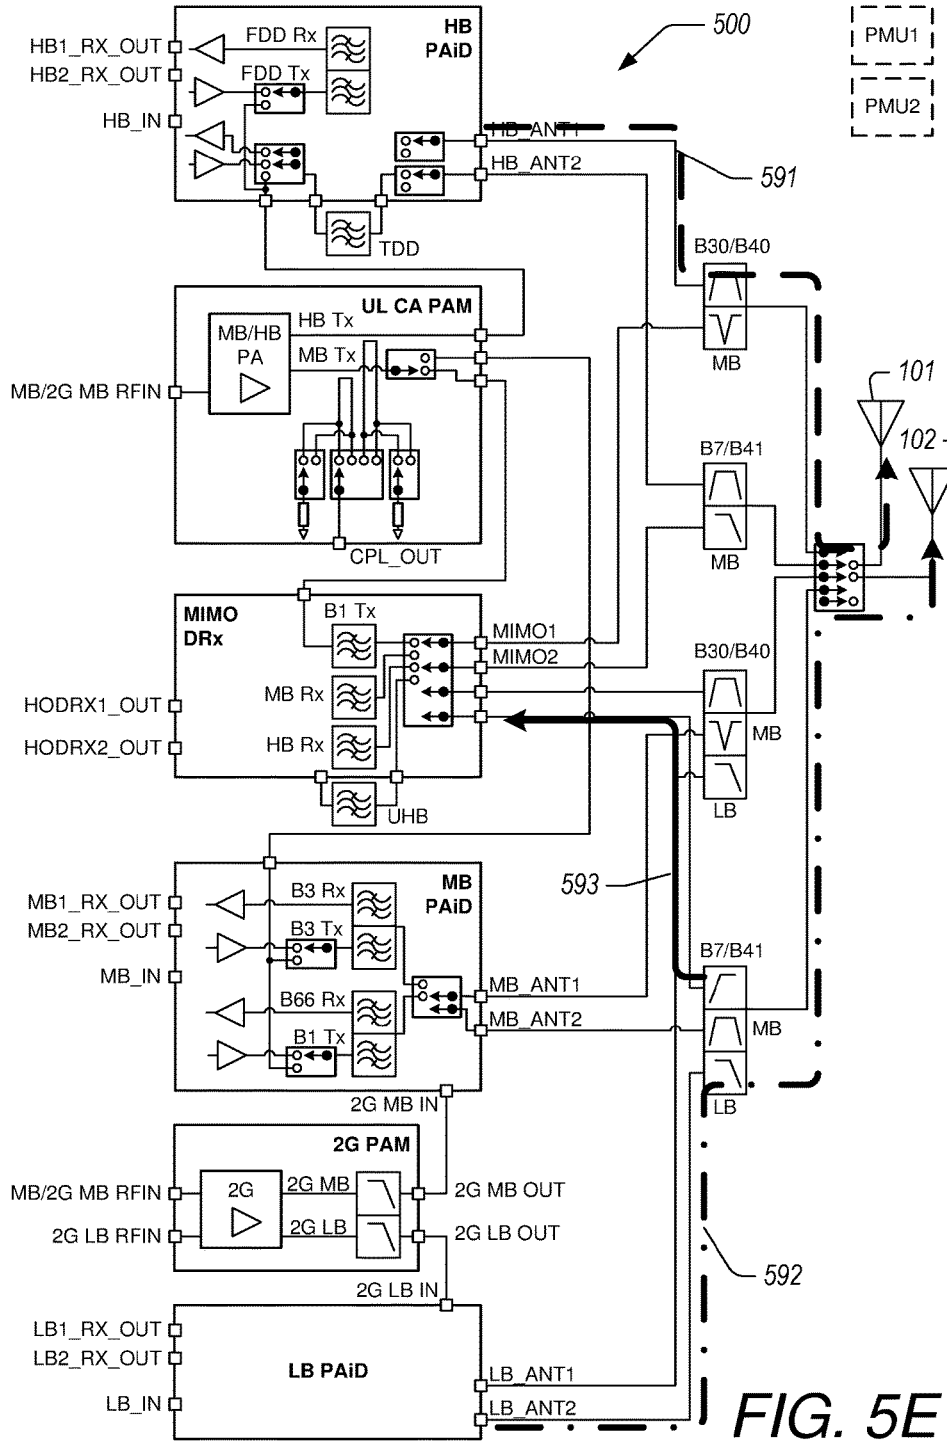 HB
PAiD
500
PMU1
PMU2
HB1_RX_OUT
HB2_RX_OUT
HB_IN
FDD Rx
FDD Tx
TDD
HB_ANT1
HB_ANT2
591
UL CA PAM
MB/HB
PA
HB Tx
MB Tx
MB/2G MB RFIN
CPL_OUT
B30/B40
MB
101
102
B7/B41
MB
MIMO
DRx
B1 Tx
MB Rx
HB Rx
UHB
HODRX1_OUT
HODRX2_OUT
MIMO1
MIMO2
B30/B40
MB
LB
593
MB
PAiD
MB1_RX_OUT
MB2_RX_OUT
MB_IN
B3 Rx
B3 Tx
B66 Rx
B1 Tx
MB_ANT1
MB_ANT2
B7/B41
MB
LB
2G MB IN
2G PAM
MB/2G MB RFIN
2G LB RFIN
2G
2G MB
2G LB
2G MB OUT
2G LB OUT
2G LB IN
592
LB PAiD
LB1_RX_OUT
LB2_RX_OUT
LB_IN
LB_ANT1
LB_ANT2
FIG. 5E